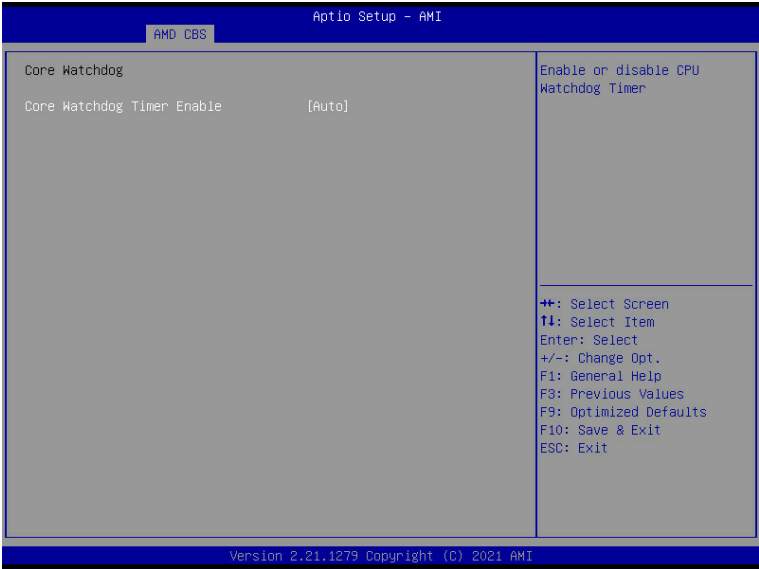 Aptio Setup – AMI
AMD CBS
Core Watchdog
Core Watchdog Timer Enable [Auto]
Enable or disable CPU
Watchdog Timer
→←: Select Screen
↑↓: Select Item
Enter: Select
+/-: Change Opt.
F1: General Help
F3: Previous Values
F9: Optimized Defaults
F10: Save & Exit
ESC: Exit
Version 2.21.1279 Copyright (C) 2021 AMI